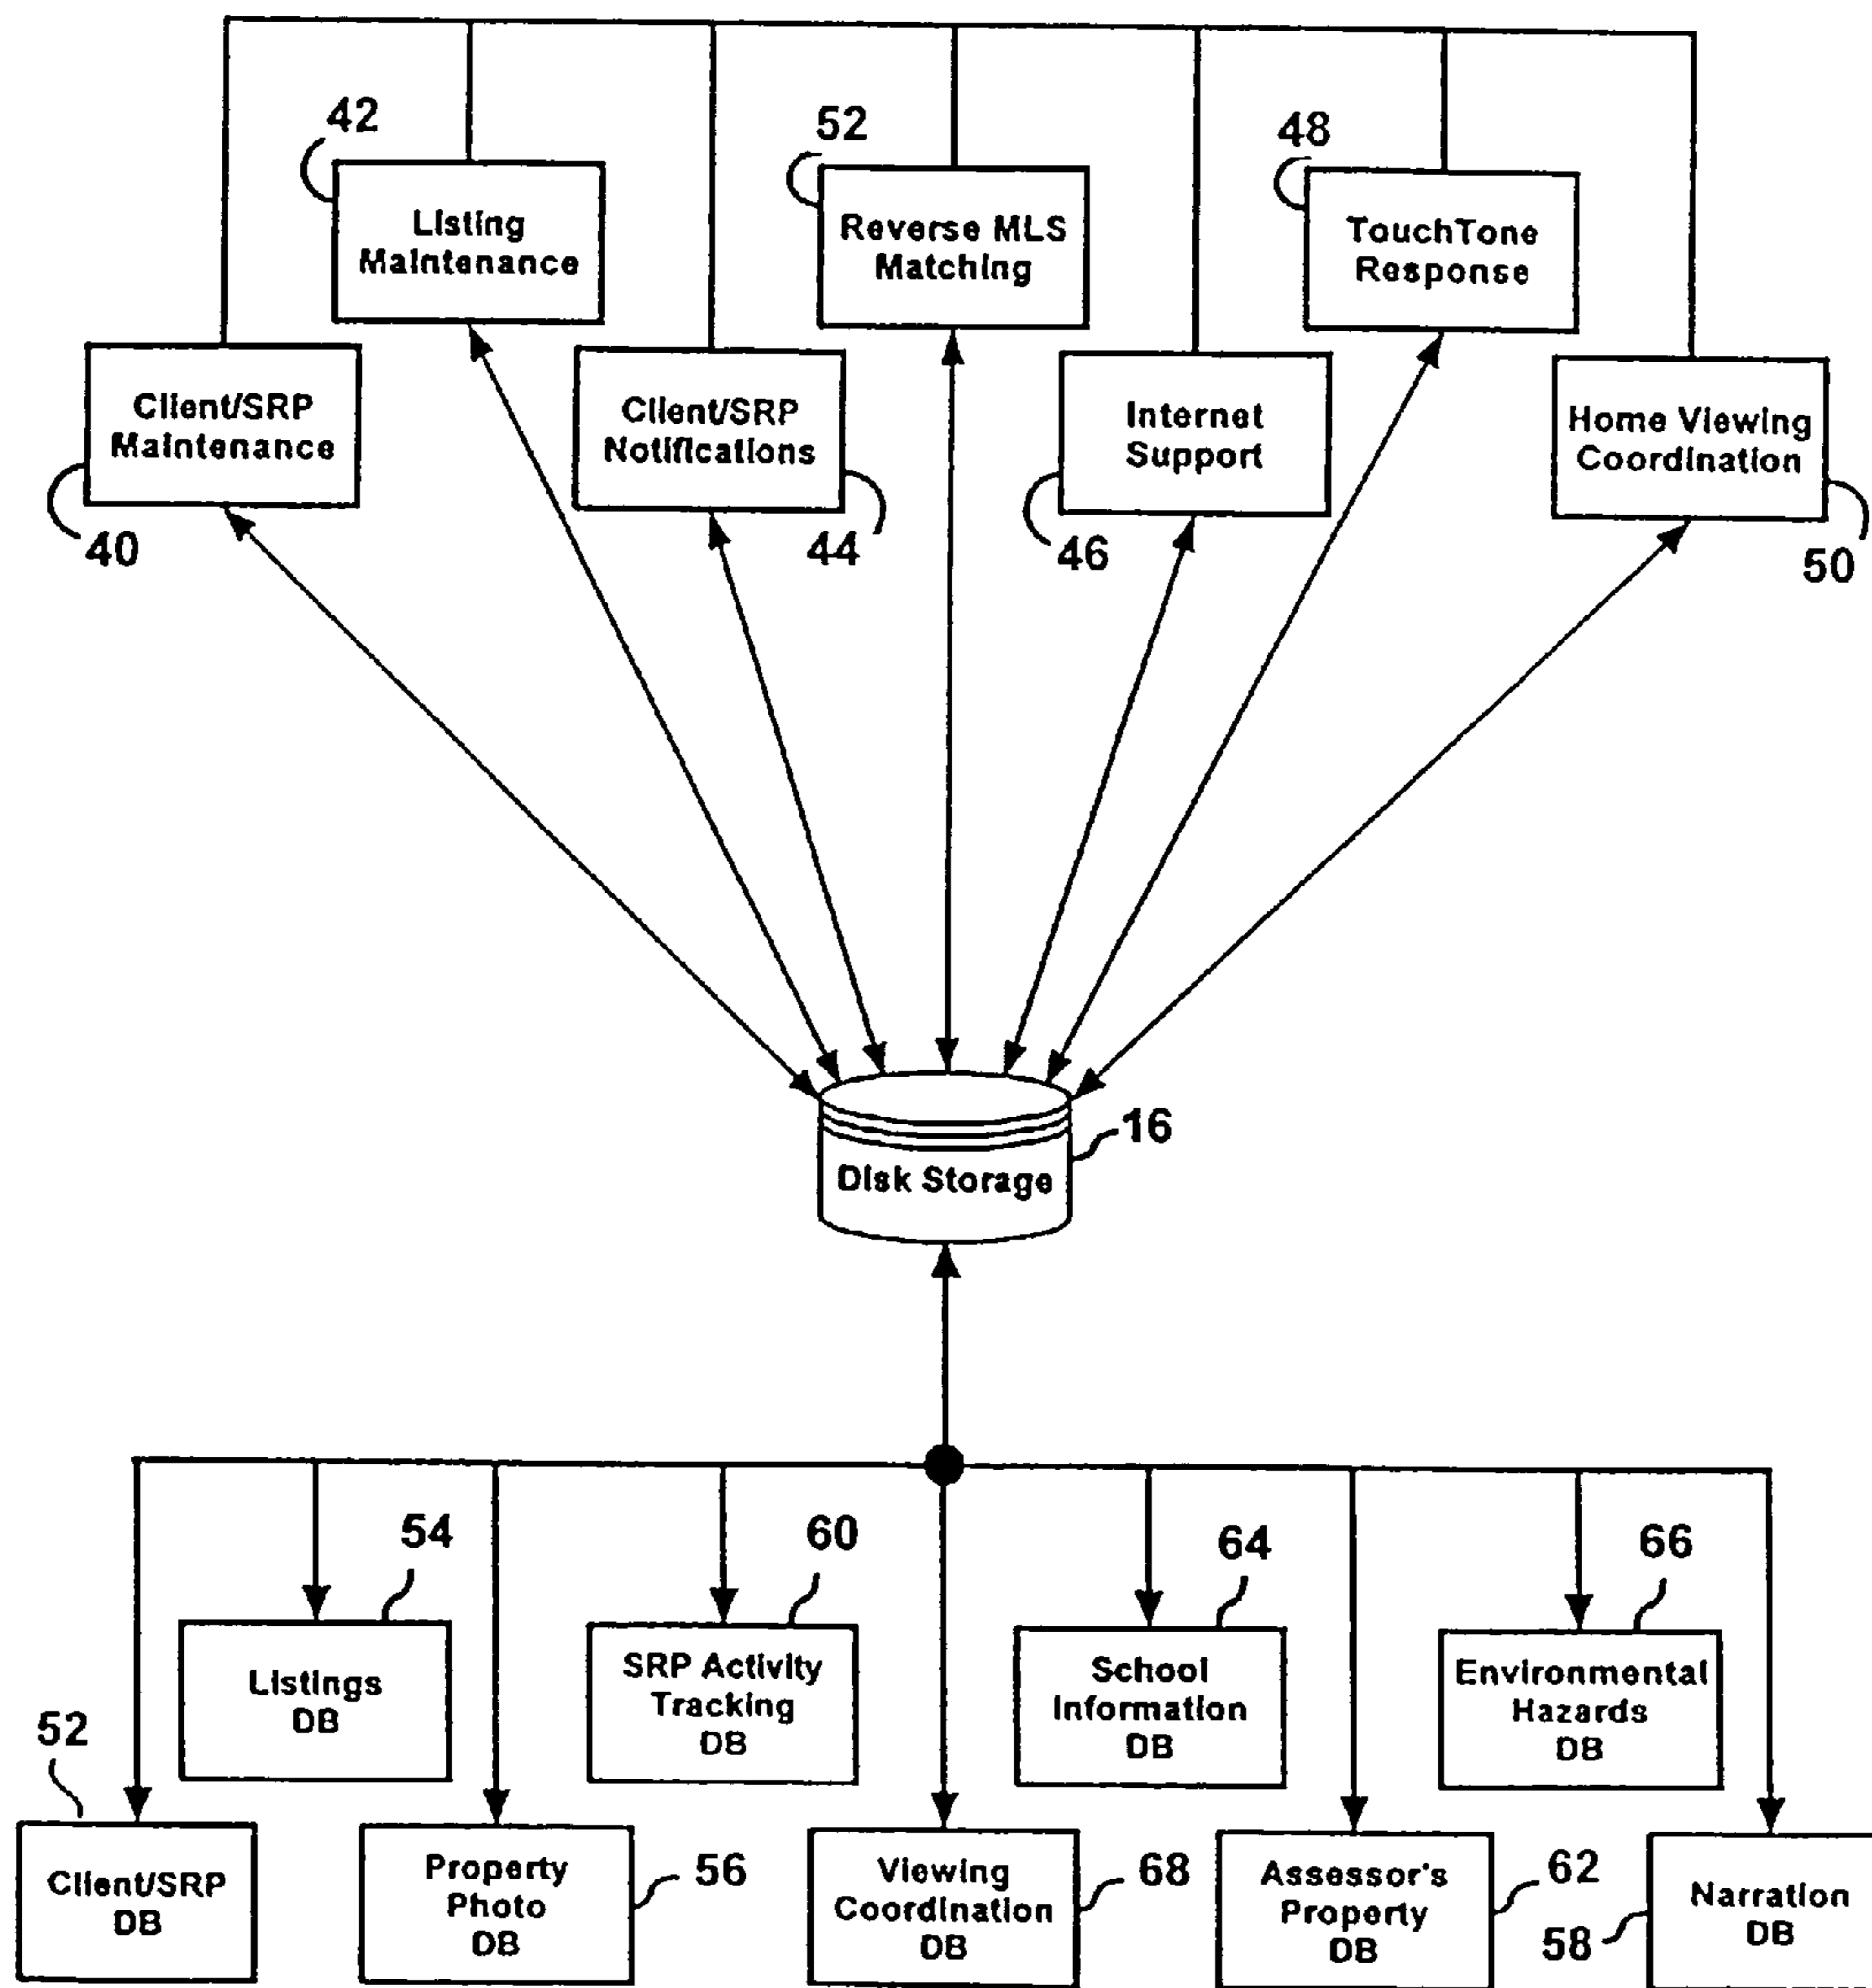 42
52
48
Listing
Maintenance
Reverse MLS
Matching
TouchTone
Response
Client/SRP
Maintenance
Client/SRP
Notifications
Internet
Support
Home Viewing
Coordination
40
44
46
50
16
Disk Storage
54
60
64
66
Listings
DB
SRP Activity
Tracking
DB
School
Information
DB
Environmental
Hazards
DB
52
Client/SRP
DB
Property
Photo
DB
56
Viewing
Coordination
DB
68
Assessor's
Property
DB
62
58
Narration
DB